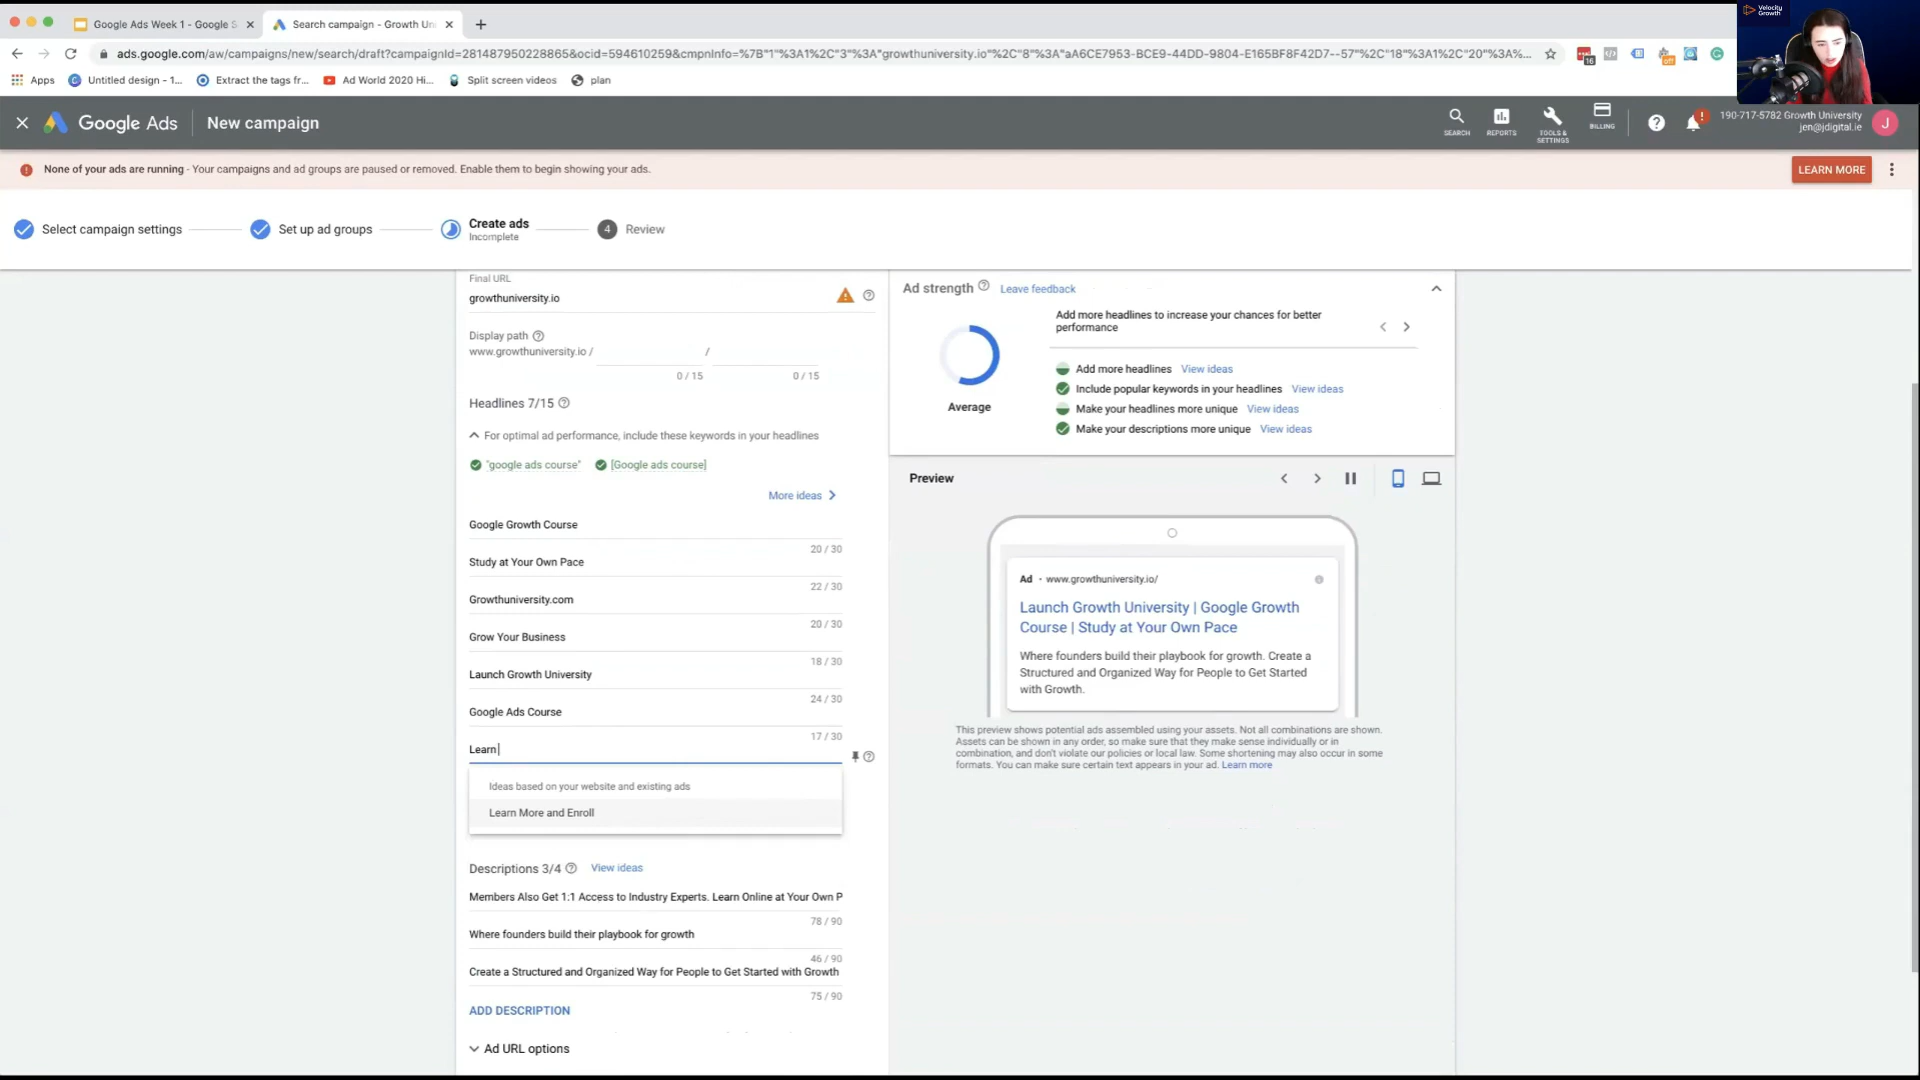 Google Ads Week 1 - Google S
Search campaign - Growth Uni
ads.google.com/aw/campaigns/new/search/draft?campaignId=281487950228865&ocid=594610259&cmpnInfo=%7B"1"%3A1%2C"3"%3A"growthuniversity.io"%2C"8"%3A"aA6CE7953-BCE9-44DD-9804-E165BF8F42D7--57"%2C"18"%3A1%2C"20"%3A%...
16
off
Velocity
Growth
Apps
Untitled design - 1...
Extract the tags fr...
Ad World 2020 Hi...
Split screen videos
plan
Google Ads
New campaign
SEARCH
REPORTS
TOOLS &
SETTINGS
BILLING
190-717-5782 Growth University
jen@jdigital.ie
J
None of your ads are running - Your campaigns and ad groups are paused or removed. Enable them to begin showing your ads.
LEARN MORE
Select campaign settings
Set up ad groups
Create ads
Incomplete
4
Review
Final URL
growthuniversity.io
Display path
www.growthuniversity.io /
/
0 / 15
0 / 15
Headlines 7/15
For optimal ad performance, include these keywords in your headlines
"google ads course"
[Google ads course]
More ideas
Google Growth Course
20 / 30
Study at Your Own Pace
22 / 30
Growthuniversity.com
20 / 30
Grow Your Business
18 / 30
Launch Growth University
24 / 30
Google Ads Course
17 / 30
Learn
Ideas based on your website and existing ads
Learn More and Enroll
Descriptions 3/4
View ideas
Members Also Get 1:1 Access to Industry Experts. Learn Online at Your Own P
78 / 90
Where founders build their playbook for growth
46 / 90
Create a Structured and Organized Way for People to Get Started with Growth
75 / 90
ADD DESCRIPTION
Ad URL options
Ad strength
Leave feedback
Average
Add more headlines to increase your chances for better
performance
Add more headlines View ideas
Include popular keywords in your headlines View ideas
Make your headlines more unique View ideas
Make your descriptions more unique View ideas
Preview
Ad · www.growthuniversity.io/
Launch Growth University | Google Growth
Course | Study at Your Own Pace
Where founders build their playbook for growth. Create a
Structured and Organized Way for People to Get Started
with Growth.
This preview shows potential ads assembled using your assets. Not all combinations are shown.
Assets can be shown in any order, so make sure that they make sense individually or in
combination, and don't violate our policies or local law. Some shortening may also occur in some
formats. You can make sure certain text appears in your ad. Learn more